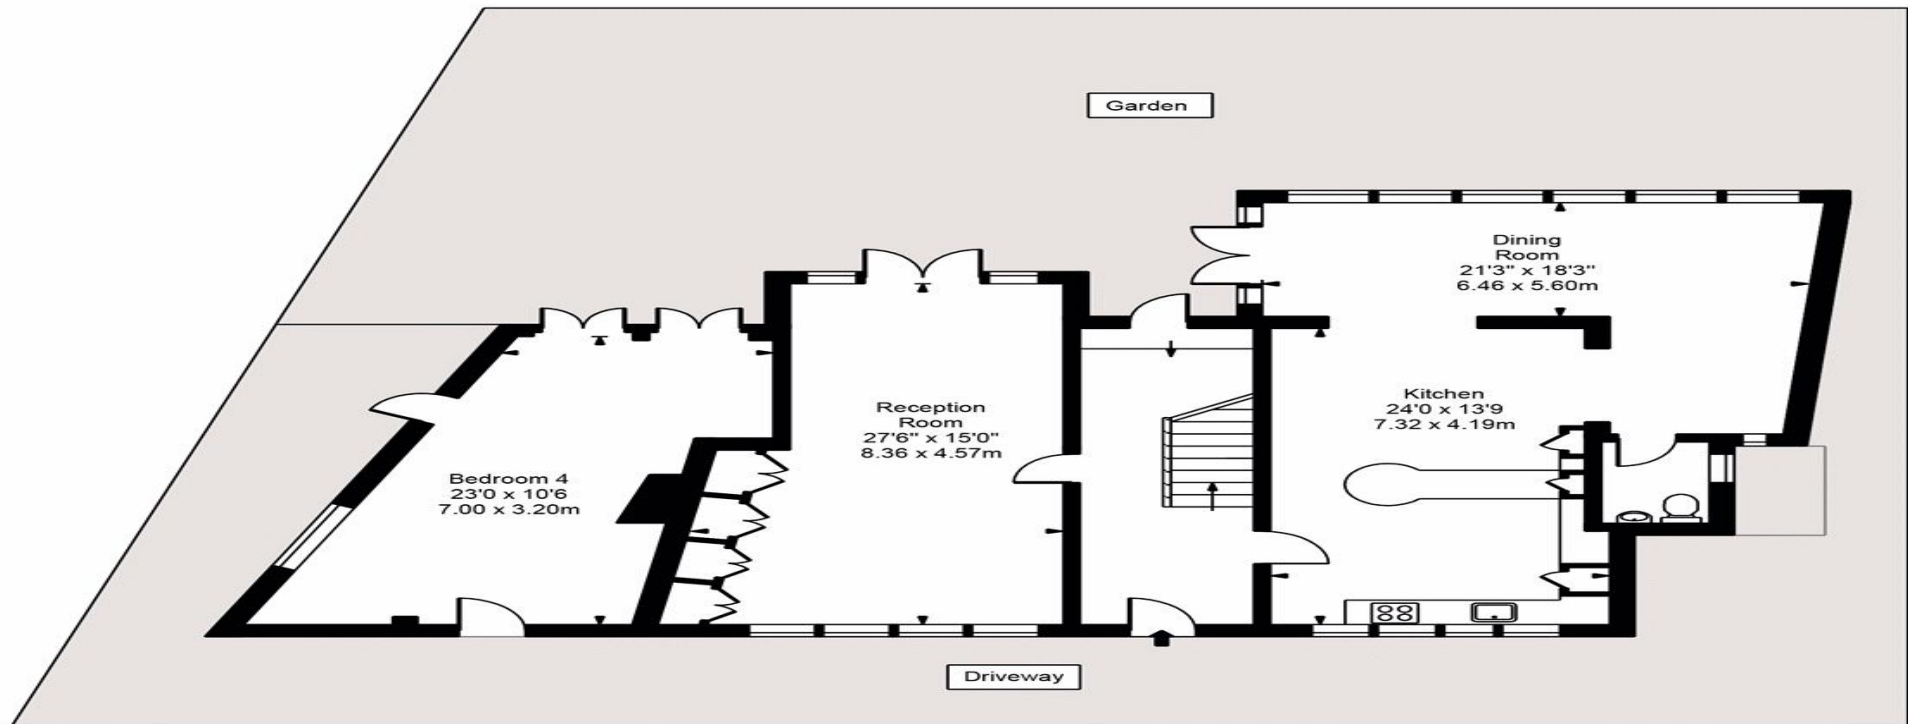 Garden
Dining
Room
21'3" x 18'3"
6.46 x 5.60m
Kitchen
24'0 x 13'9
7.32 x 4.19m
Reception
Room
27'6" x 15'0"
8.36 x 4.57m
Bedroom 4
23'0 x 10'6
7.00 x 3.20m
Driveway